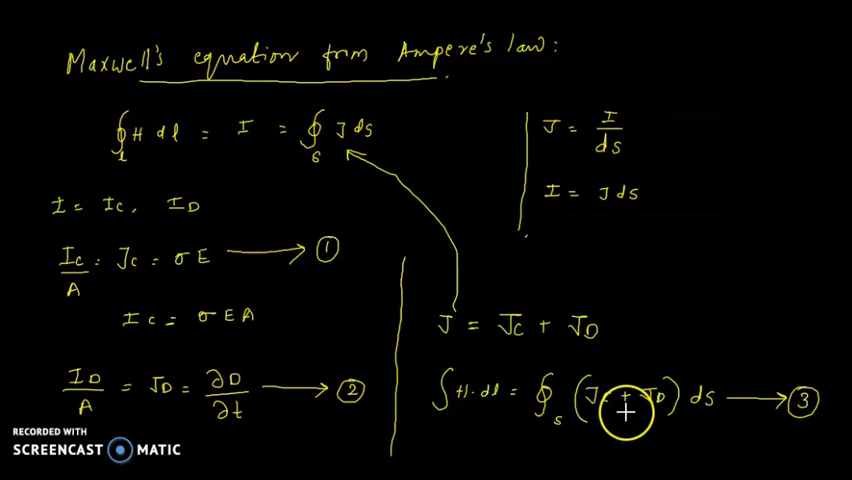 Maxwell's equation from Ampere's law:
∮l H dl = I = ∮S J ds
J = I/ds
I = J ds
I = Ic, ID
Ic/A = Jc = σE → 1
Ic = σEA
ID/A = JD = ∂D/∂t → 2
J = Jc + JD
∫H.dl = ∮S (Jc + JD) ds → 3
RECORDED WITH
SCREENCAST MATIC